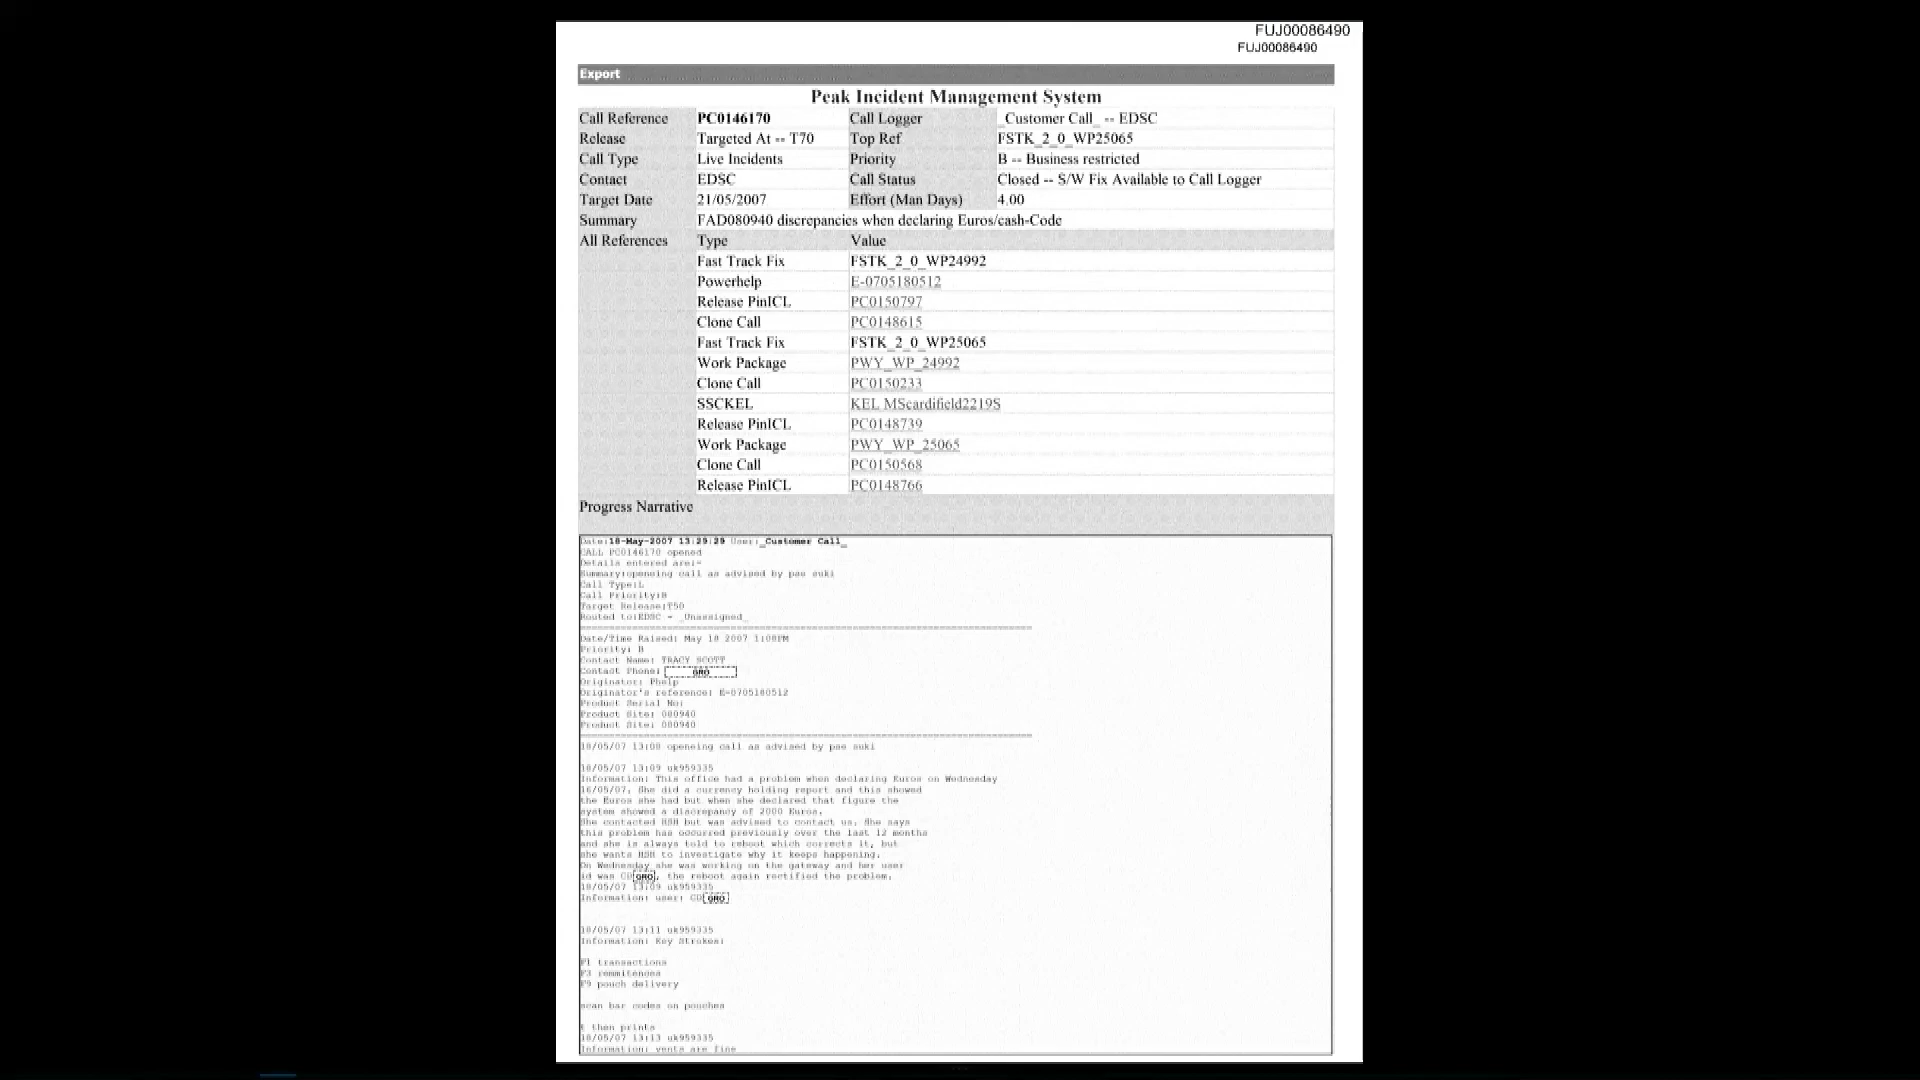 FUJ00086490
FUJ00086490
Export
Peak Incident Management System
Call Reference PC0146170 Call Logger _Customer Call_ -- EDSC
Release Targeted At -- T70 Top Ref FSTK_2_0_WP25065
Call Type Live Incidents Priority B -- Business restricted
Contact EDSC Call Status Closed -- S/W Fix Available to Call Logger
Target Date 21/05/2007 Effort (Man Days) 4.00
Summary FAD080940 discrepancies when declaring Euros/cash-Code
All References Type Value
Fast Track Fix FSTK_2_0_WP24992
Powerhelp E-0705180512
Release PinICL PC0150797
Clone Call PC0148615
Fast Track Fix FSTK_2_0_WP25065
Work Package PWY_WP_24992
Clone Call PC0150233
SSCKEL KEL MScardifield2219S
Release PinICL PC0148739
Work Package PWY_WP_25065
Clone Call PC0150568
Release PinICL PC0148766
Progress Narrative
Date:18-May-2007 13:29:29 User:_Customer Call_
CALL PC0146170 opened
Details entered are:-
Summary:openeing call as advised by pse suki
Call Type:L
Call Priority:B
Target Release:T50
Routed to:EDSC - _Unassigned_
Date/Time Raised: May 18 2007 1:08PM
Priority: B
Contact Name: TRACY SCOTT
Contact Phone: GRO
Originator: Phelp
Originator's reference: E-0705180512
Product Serial No:
Product Site: 080940
Product Site: 080940
18/05/07 13:08 openeing call as advised by pse suki
18/05/07 13:09 uk959335
Information: This office had a problem when declaring Euros on Wednesday
16/05/07. She did a currency holding report and this showed
the Euros she had but when she declared that figure the
system showed a discrepancy of 2000 Euros.
She contacted HSH but was advised to contact us. She says
this problem has occurred previously over the last 12 months
and she is always told to reboot which corrects it, but
she wants HSH to investigate why it keeps happening.
On Wednesday she was working on the gateway and her user
id was CD GRO, the reboot again rectified the problem.
18/05/07 13:09 uk959335
Information: user: CD GRO
18/05/07 13:11 uk959335
Information: Key Strokes:
F1 transactions
F3 remmitences
F9 pouch delivery
scan bar codes on pouches
then prints
18/05/07 13:13 uk959335
Information: vents are fine